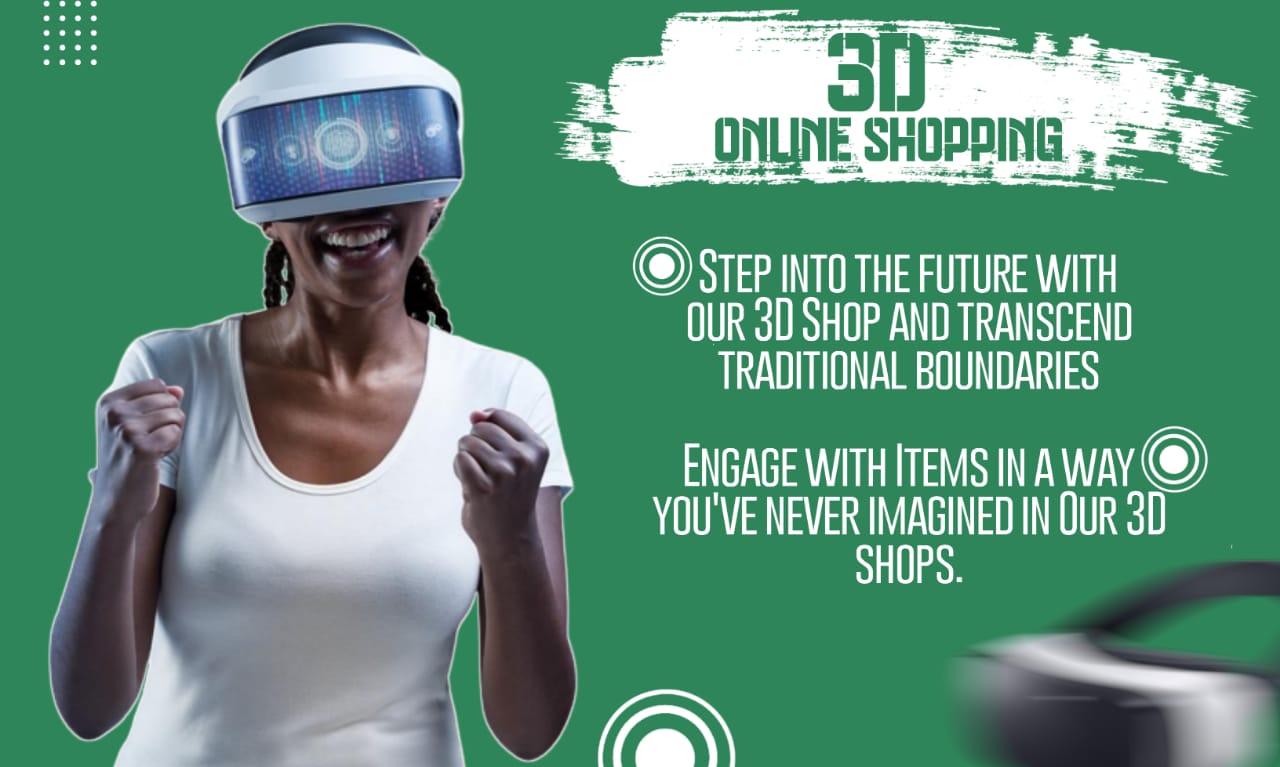 3D
ONLINE SHOPPING
STEP INTO THE FUTURE WITH
OUR 3D SHOP AND TRANSCEND
TRADITIONAL BOUNDARIES
ENGAGE WITH ITEMS IN A WAY
YOU'VE NEVER IMAGINED IN OUR 3D
SHOPS.